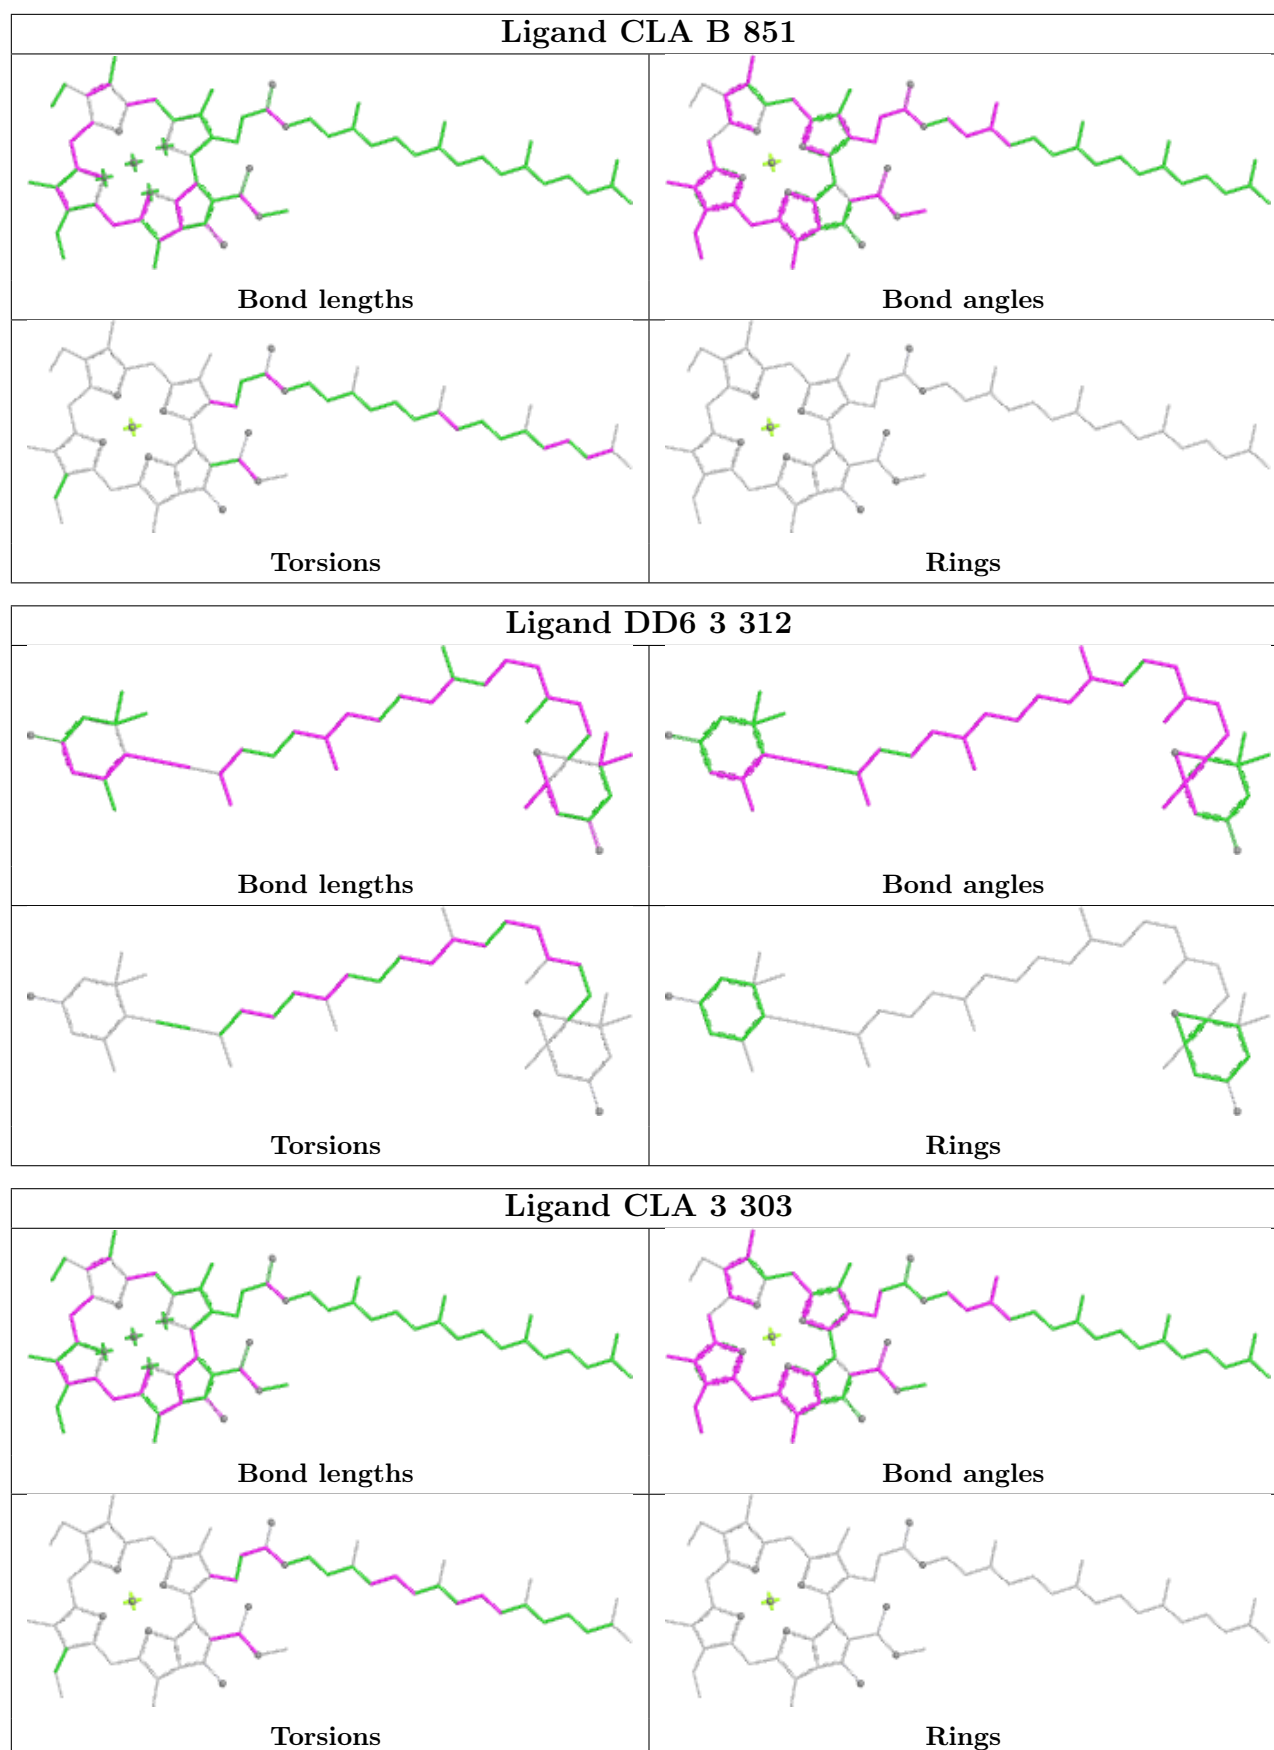 Ligand CLA B 851
Bond lengths
Bond angles
Torsions
Rings
Ligand DD6 3 312
Bond lengths
Bond angles
Torsions
Rings
Ligand CLA 3 303
Bond lengths
Bond angles
Torsions
Rings